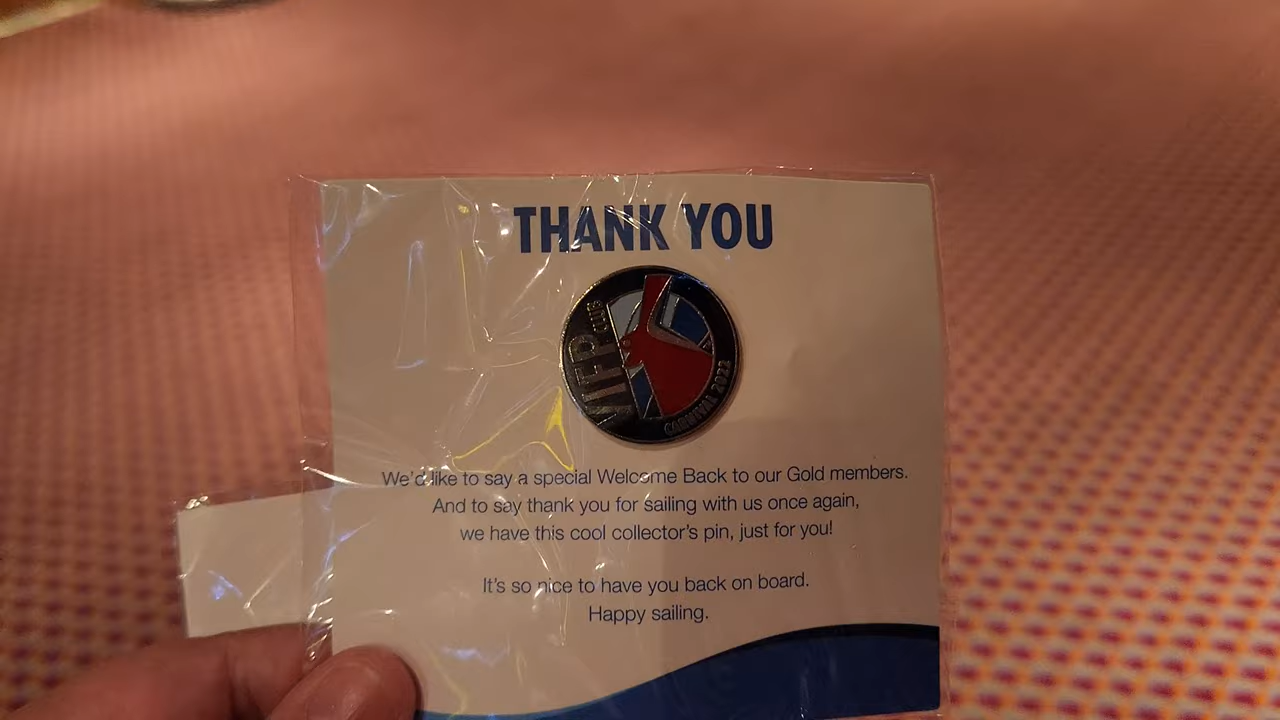 THANK YOU
VIFP
CLUB
CARNIVAL 2022
We'd like to say a special Welcome Back to our Gold members.
And to say thank you for sailing with us once again,
we have this cool collector's pin, just for you!
It's so nice to have you back on board.
Happy sailing.